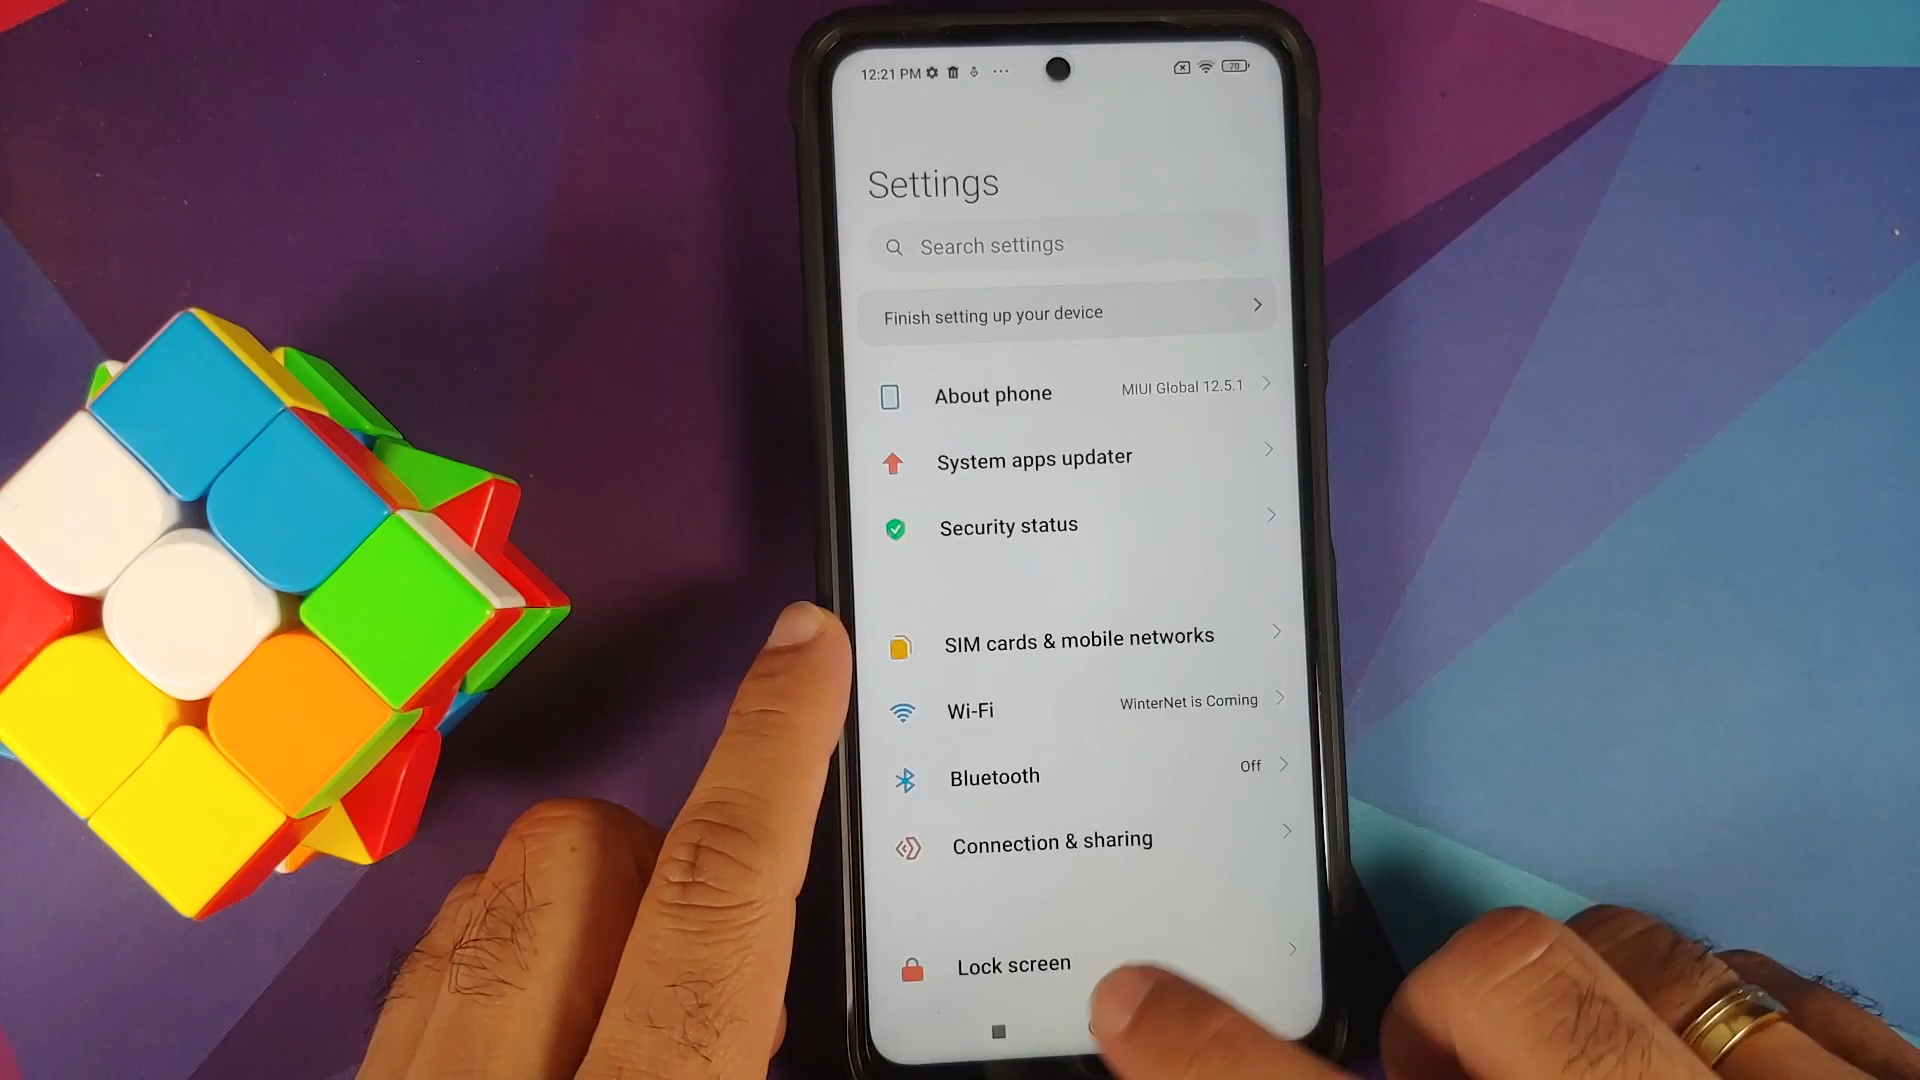 12:21 PM
70
Settings
Search settings
Finish setting up your device
About phone MIUI Global 12.5.1
System apps updater
Security status
SIM cards & mobile networks
Wi-Fi WinterNet is Coming
Bluetooth Off
Connection & sharing
Lock screen